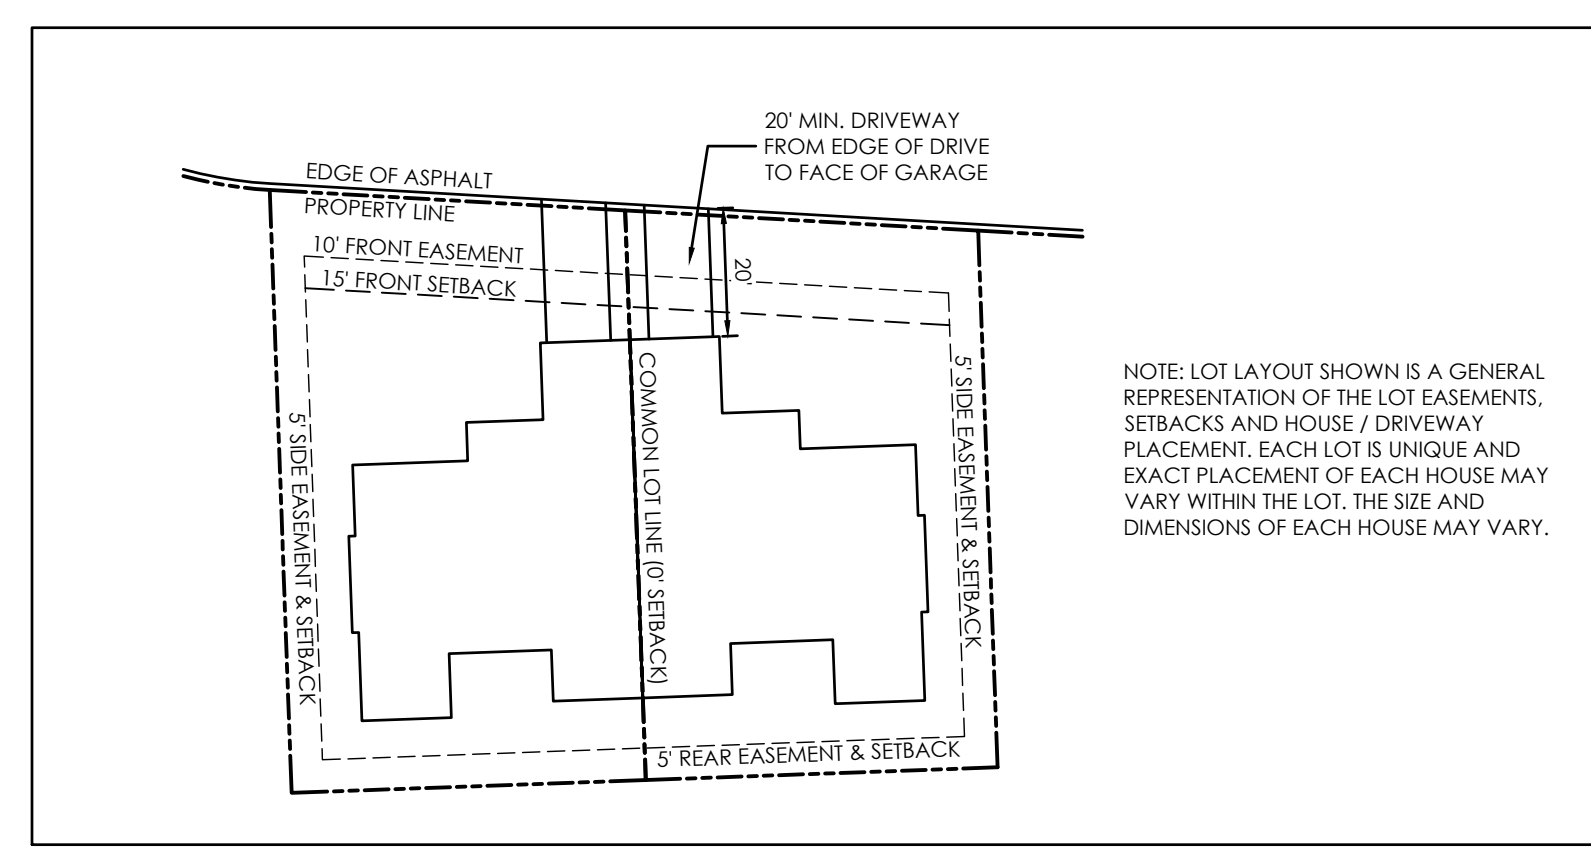 20' MIN. DRIVEWAY
FROM EDGE OF DRIVE
TO FACE OF GARAGE
EDGE OF ASPHALT
PROPERTY LINE
10' FRONT EASEMENT
15' FRONT SETBACK
20'
COMMON LOT LINE (0' SETBACK)
5' SIDE EASEMENT & SETBACK
5' SIDE EASEMENT & SETBACK
5' REAR EASEMENT & SETBACK
NOTE: LOT LAYOUT SHOWN IS A GENERAL
REPRESENTATION OF THE LOT EASEMENTS,
SETBACKS AND HOUSE / DRIVEWAY
PLACEMENT. EACH LOT IS UNIQUE AND
EXACT PLACEMENT OF EACH HOUSE MAY
VARY WITHIN THE LOT. THE SIZE AND
DIMENSIONS OF EACH HOUSE MAY VARY.